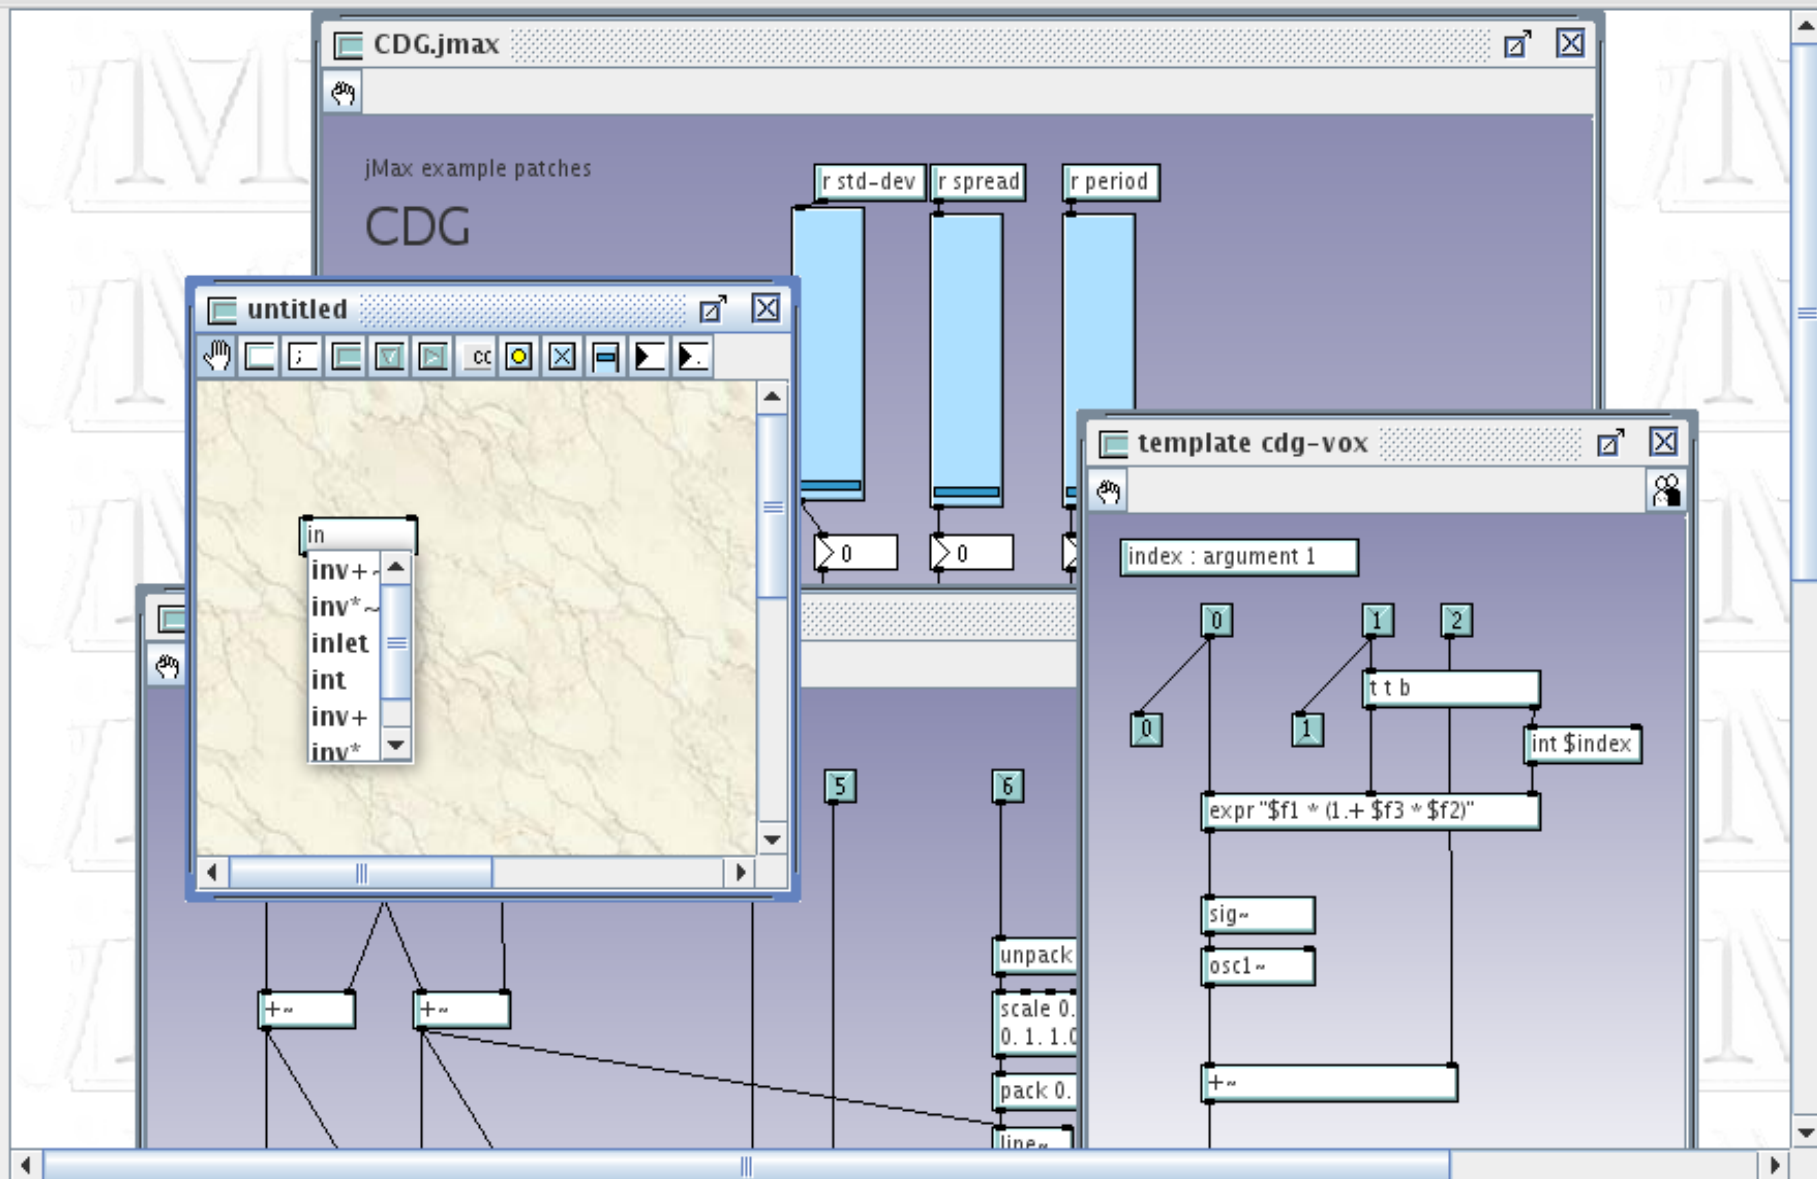 CDG.jmax
jMax example patches
CDG
r std-dev
r spread
r period
0
0
untitled
;
cc
in
inv+~
inv*~
inlet
int
inv+
inv*
template cdg-vox
index : argument 1
0
1
2
t t b
0
1
int $index
expr "$f1 * (1.+ $f3 * $f2)"
sig~
osc1~
+~
5
6
unpack
scale 0.
0. 1. 1.0
pack 0.
line~
+~
+~